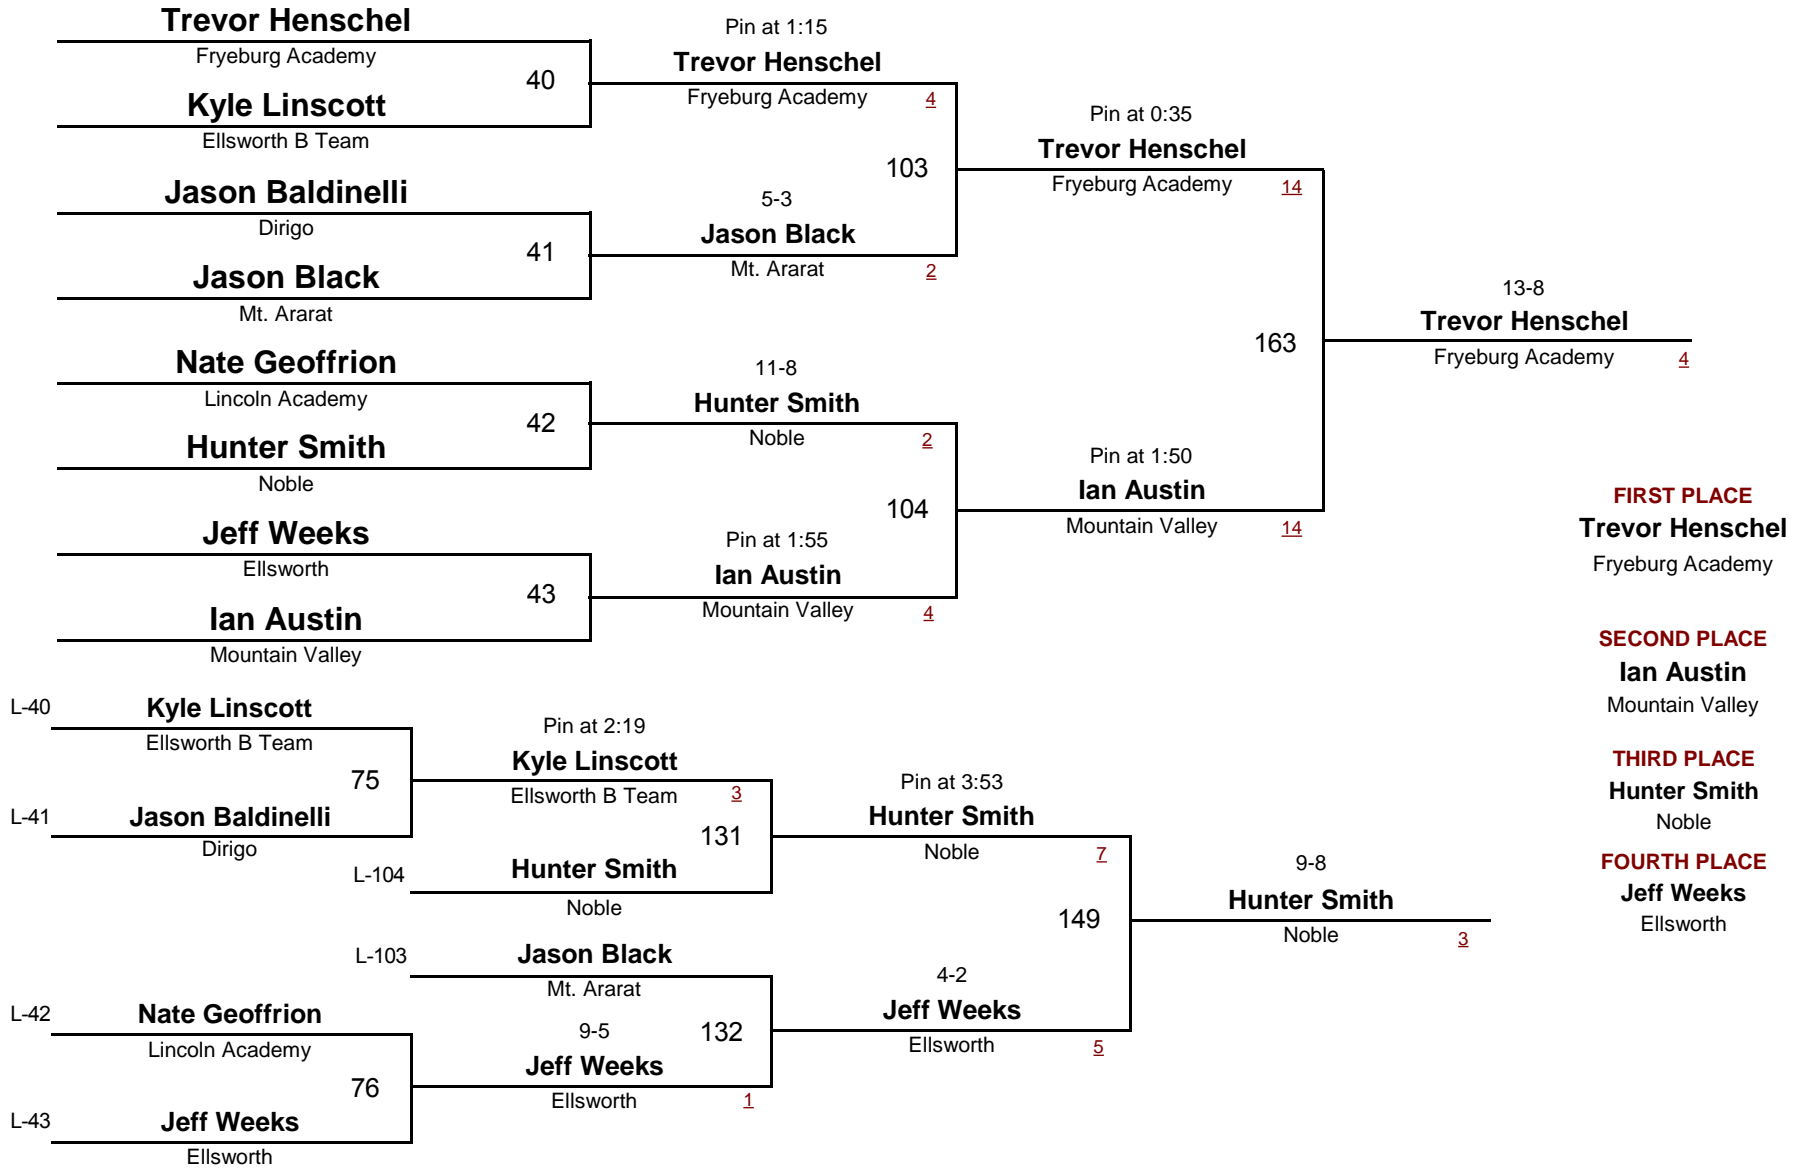 Trevor Henschel
Fryeburg Academy
40
Kyle Linscott
Ellsworth B Team
Jason Baldinelli
Dirigo
41
Jason Black
Mt. Ararat
Nate Geoffrion
Lincoln Academy
42
Hunter Smith
Noble
Jeff Weeks
Ellsworth
43
Ian Austin
Mountain Valley
Pin at 1:15
Trevor Henschel
Fryeburg Academy 4
103
5-3
Jason Black
Mt. Ararat 2
11-8
Hunter Smith
Noble 2
104
Pin at 1:55
Ian Austin
Mountain Valley 4
Pin at 0:35
Trevor Henschel
Fryeburg Academy 14
163
Pin at 1:50
Ian Austin
Mountain Valley 14
13-8
Trevor Henschel
Fryeburg Academy 4
FIRST PLACE
Trevor Henschel
Fryeburg Academy
SECOND PLACE
Ian Austin
Mountain Valley
THIRD PLACE
Hunter Smith
Noble
FOURTH PLACE
Jeff Weeks
Ellsworth
L-40 Kyle Linscott
Ellsworth B Team
75
L-41 Jason Baldinelli
Dirigo
Pin at 2:19
Kyle Linscott
Ellsworth B Team 3
131
L-104 Hunter Smith
Noble
L-103 Jason Black
Mt. Ararat
132
L-42 Nate Geoffrion
Lincoln Academy
76
L-43 Jeff Weeks
Ellsworth
9-5
Jeff Weeks
Ellsworth 1
Pin at 3:53
Hunter Smith
Noble 7
149
4-2
Jeff Weeks
Ellsworth 5
9-8
Hunter Smith
Noble 3